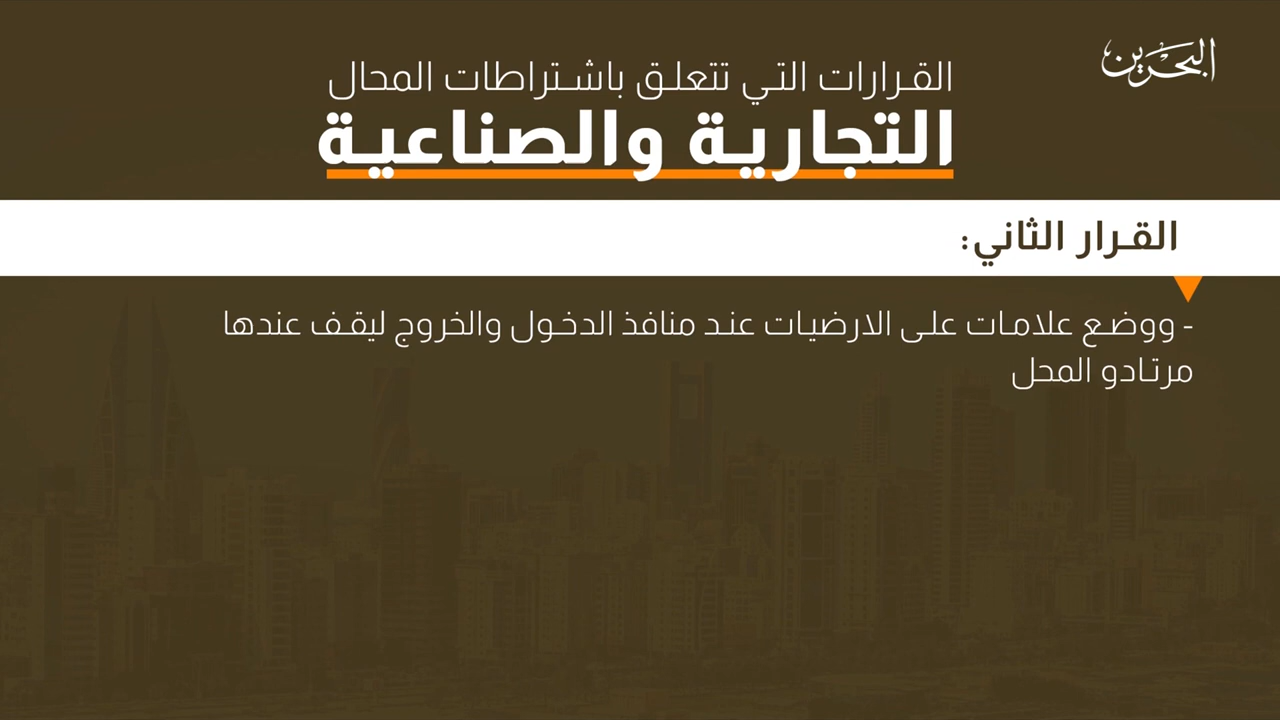 البحرين
القرارات التي تتعلق باشتراطات المحال
التجارية والصناعية
القرار الثاني:
- ووضع علامات على الارضيات عند منافذ الدخول والخروج ليقف عندها
مرتادو المحل